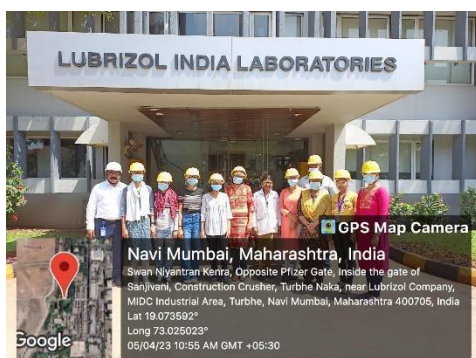 LUBRIZOL INDIA LABORATORIES
GPS Map Camera
Navi Mumbai, Maharashtra, India
Swan Niyantran Kenra, Opposite Pfizer Gate, Inside the gate of
Sanjivani, Construction Crusher, Turbhe Naka, near Lubrizol Company,
MIDC Industrial Area, Turbhe, Navi Mumbai, Maharashtra 400705, India
Lat 19.073592°
Long 73.025023°
05/04/23 10:55 AM GMT +05:30
Google